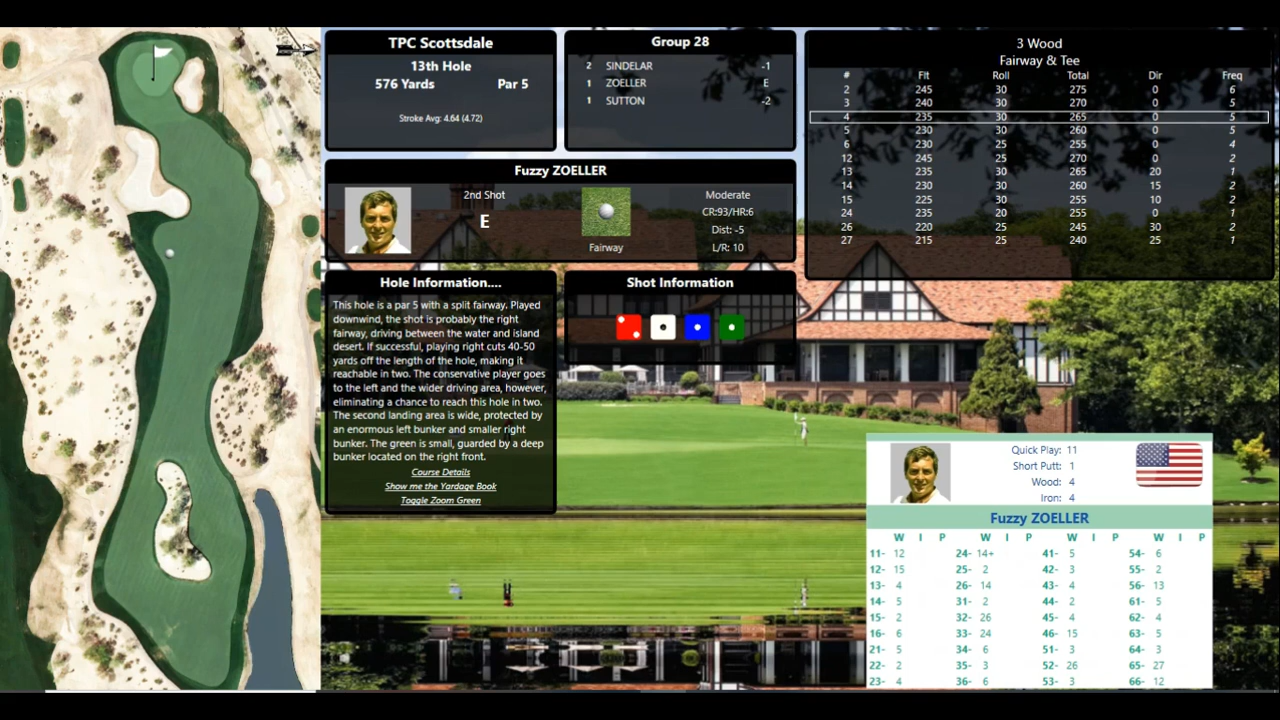 TPC Scottsdale
13th Hole
576 Yards Par 5
Stroke Avg: 4.64 (4.72)
Group 28
2 SINDELAR -1
1 ZOELLER E
1 SUTTON -2
3 Wood
Fairway & Tee
# Flt Roll Total Dir Freq
2 245 30 275 0 6
3 240 30 270 0 5
4 235 30 265 0 5
5 230 30 260 0 5
6 230 25 255 0 4
12 245 25 270 0 2
13 235 30 265 20 1
14 230 30 260 15 2
15 225 30 255 10 2
24 235 20 255 0 1
26 220 25 245 30 2
27 215 25 240 25 1
Fuzzy ZOELLER
2nd Shot
E
Fairway
Moderate
CR:93/HR:6
Dist: -5
L/R: 10
Hole Information....
This hole is a par 5 with a split fairway. Played
downwind, the shot is probably the right
fairway, driving between the water and island
desert. If successful, playing right cuts 40-50
yards off the length of the hole, making it
reachable in two. The conservative player goes
to the left and the wider driving area, however,
eliminating a chance to reach this hole in two.
The second landing area is wide, protected by
an enormous left bunker and smaller right
bunker. The green is small, guarded by a deep
bunker located on the right front.
Course Details
Show me the Yardage Book
Toggle Zoom Green
Shot Information
Quick Play: 11
Short Putt: 1
Wood: 4
Iron: 4
Fuzzy ZOELLER
W I P W I P W I P W I P
11- 12 24- 14+ 41- 5 54- 6
12- 15 25- 2 42- 3 55- 2
13- 4 26- 14 43- 4 56- 13
14- 5 31- 2 44- 2 61- 5
15- 2 32- 26 45- 4 62- 4
16- 6 33- 24 46- 15 63- 5
21- 5 34- 6 51- 3 64- 3
22- 2 35- 3 52- 26 65- 27
23- 4 36- 6 53- 3 66- 12